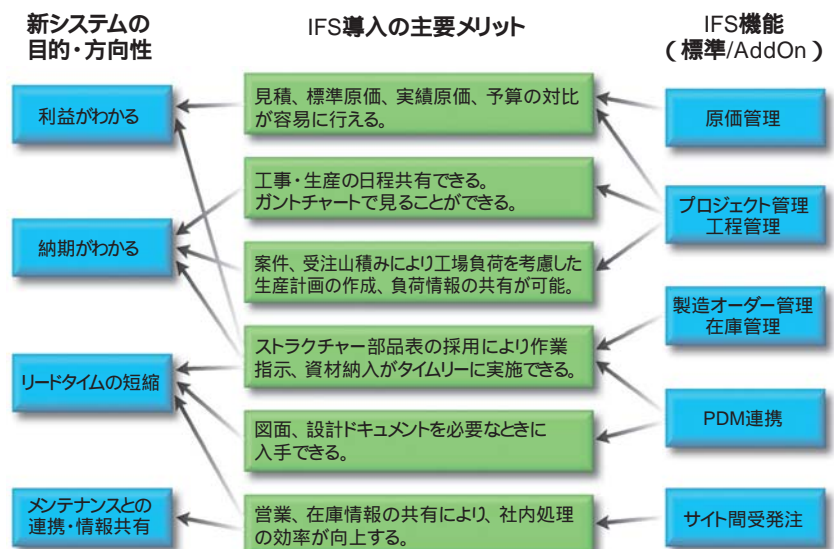 新システムの
目的・方向性
利益がわかる
納期がわかる
リードタイムの短縮
メンテナンスとの
連携・情報共有
IFS導入の主要メリット
見積、標準原価、実績原価、予算の対比
が容易に行える。
工事・生産の日程共有できる。
ガントチャートで見ることができる。
案件、受注山積みにより工場負荷を考慮した
生産計画の作成、負荷情報の共有が可能。
ストラクチャー部品表の採用により作業
指示、資材納入がタイムリーに実施できる。
図面、設計ドキュメントを必要なときに
入手できる。
営業、在庫情報の共有により、社内処理
の効率が向上する。
IFS機能
(標準/AddOn)
原価管理
プロジェクト管理
工程管理
製造オーダー管理
在庫管理
PDM連携
サイト間受発注